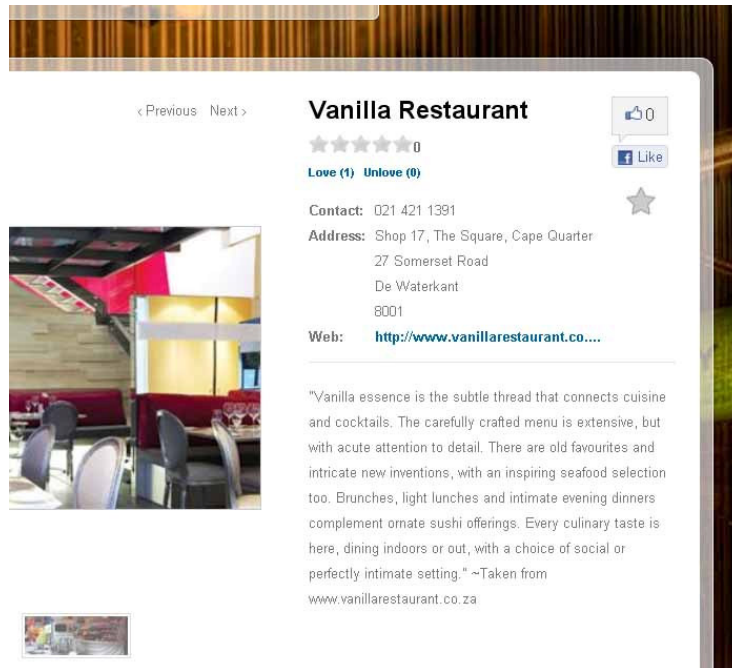 ‹ Previous Next ›
Vanilla Restaurant
0
Love (1) Unlove (0)
0
Like
Contact: 021 421 1391
Address: Shop 17, The Square, Cape Quarter
27 Somerset Road
De Waterkant
8001
Web: http://www.vanillarestaurant.co....
"Vanilla essence is the subtle thread that connects cuisine
and cocktails. The carefully crafted menu is extensive, but
with acute attention to detail. There are old favourites and
intricate new inventions, with an inspiring seafood selection
too. Brunches, light lunches and intimate evening dinners
complement ornate sushi offerings. Every culinary taste is
here, dining indoors or out, with a choice of social or
perfectly intimate setting." ~Taken from
www.vanillarestaurant.co.za